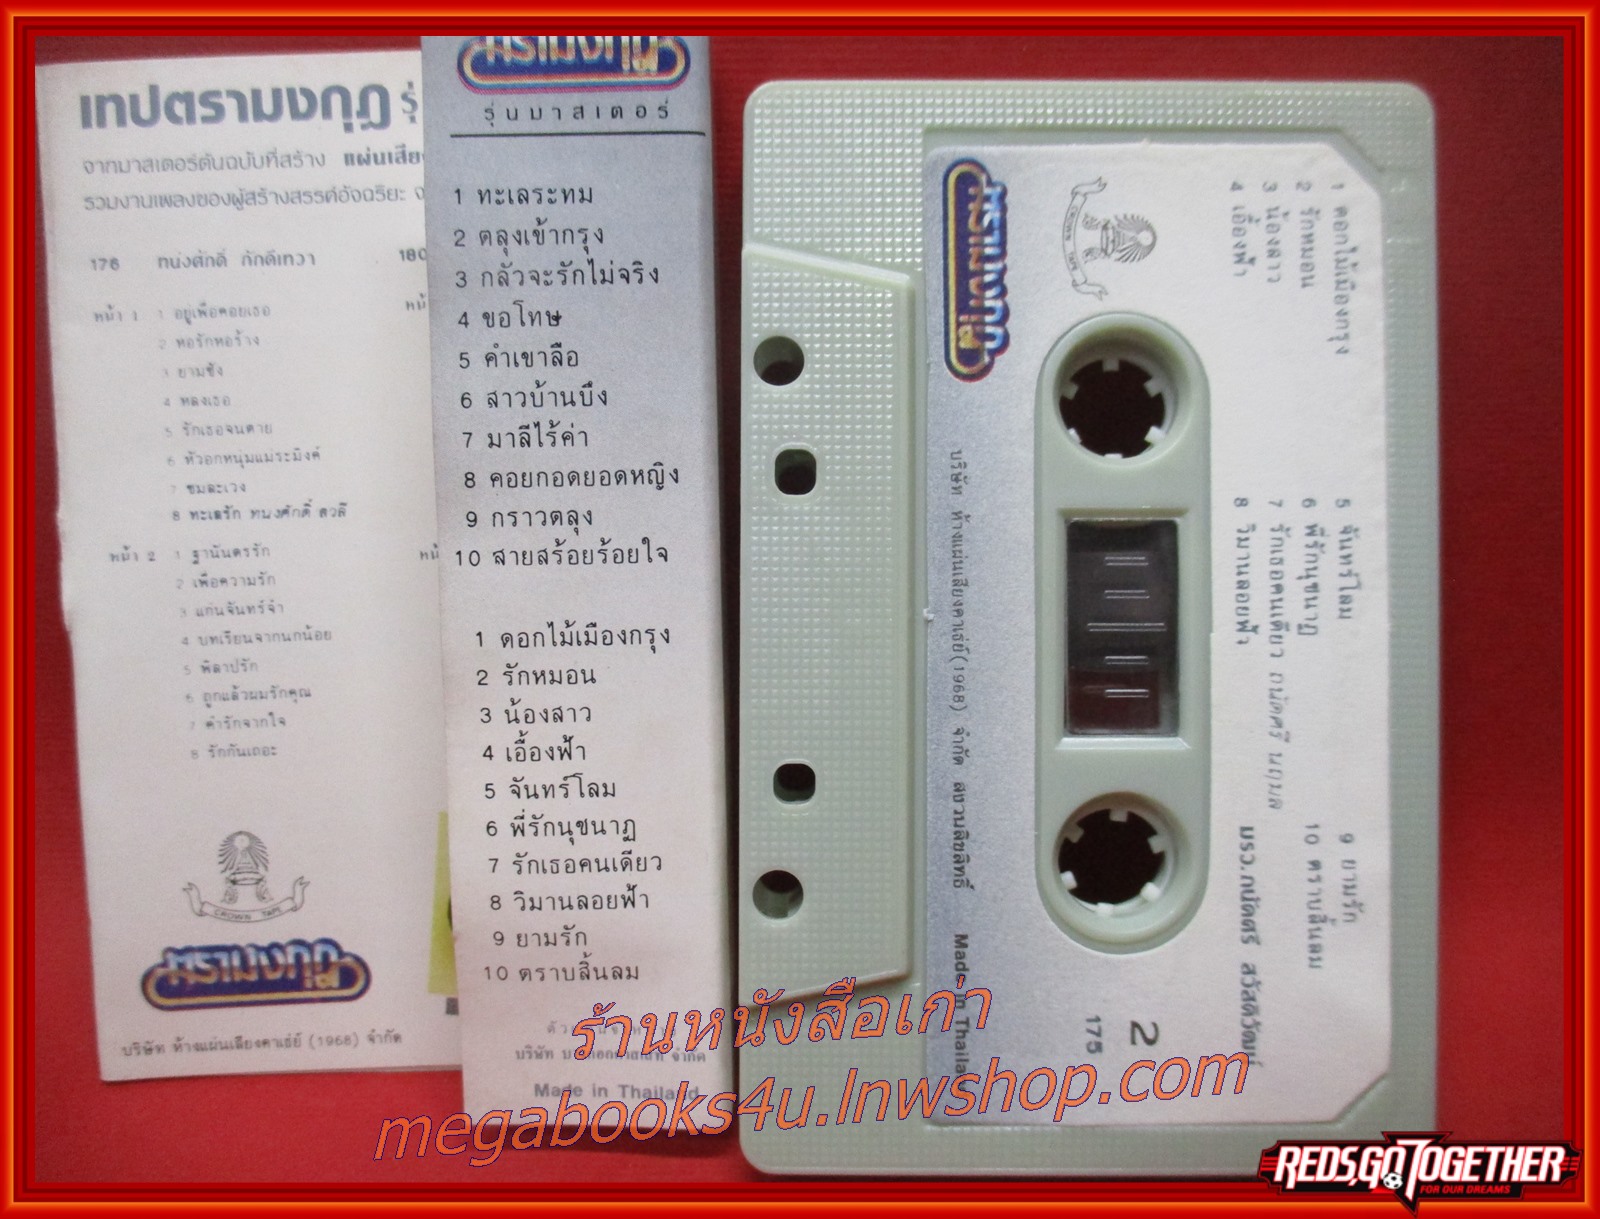 เทปตรามงกุฎ รุ่
จากมาสเตอร์ต้นฉบับที่สร้าง แผ่นเสีย
รวมงานเพลงของผู้สร้างสรรค์อัจฉริยะ
176 ทนงศักดิ์ ภักดีเทวา 180
หน้า 1 1 อยู่เพื่อคอยเธอ
2 หอรักหอร้าง
3 ยามชัง
4 หลงเธอ
5 รักเธอจนตาย
6 หัวอกหนุ่มแมระมิงค์
7 ชมละเวง
8 ทะเลรัก ทนงศักดิ์ สวลี
หน้า 2 1 ฐานันดรรัก
2 เพื่อความรัก
3 แก่นจันทร์จำ
4 บทเรียนจากนกน้อย
5 พิลาปรัก
6 ถูกแล้วผมรักคุณ
7 คำรักจากใจ
8 รักกันเถอะ
CROWN TAPE
ตรามงกุฎ
บริษัท ห้างแผ่นเสียงคาเธ่ย์ (1968) จำกัด
ตรามงกุฎ
รุ่นมาสเตอร์
1 ทะเลระทม
2 ตลุงเข้ากรุง
3 กลัวจะรักไม่จริง
4 ขอโทษ
5 คำเขาลือ
6 สาวบ้านบึง
7 มาลีไร้ค่า
8 คอยกอดยอดหญิง
9 กราวตลุง
10 สายสร้อยร้อยใจ
1 ดอกไม้เมืองกรุง
2 รักหมอน
3 น้องสาว
4 เอื้องฟ้า
5 จันทร์โลม
6 พี่รักนุชนาฏ
7 รักเธอคนเดียว
8 วิมานลอยฟ้า
9 ยามรัก
10 ตราบสิ้นลม
บริษัท จำกัด
Made in Thailand
ตรามงกุฎ
CROWN TAPE
1 ดอกไม้เมืองกรุง
2 รักหมอน
3 น้องสาว
4 เอื้องฟ้า
5 จันทร์โลม
6 พี่รักนุชนาฏ
7 รักเธอคนเดียว ถนัดศรี นฤมล
8 วิมานลอยฟ้า
9 ยามรัก
10 ตราบสิ้นลม
มรว.ถนัดศรี สวัสดิวัตน์
2
175
บริษัท ห้างแผ่นเสียงคาเธ่ย์ (1968) จำกัด สงวนลิขสิทธิ์ Made in Thaila
ร้านหนังสือเก่า
megabooks4u.lnwshop.com
REDS,GO TOGETHER
FOR OUR DREAMS